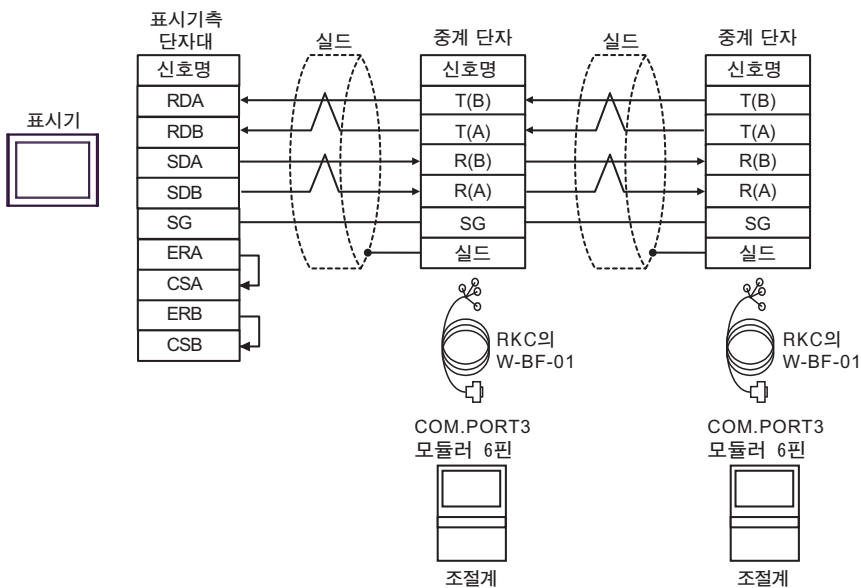 표시기
표시기측
단자대
신호명
RDA
RDB
SDA
SDB
SG
ERA
CSA
ERB
CSB
실드
중계 단자
신호명
T(B)
T(A)
R(B)
R(A)
SG
실드
RKC의
W-BF-01
COM.PORT3
모듈러 6핀
조절계
실드
중계 단자
신호명
T(B)
T(A)
R(B)
R(A)
SG
실드
RKC의
W-BF-01
COM.PORT3
모듈러 6핀
조절계